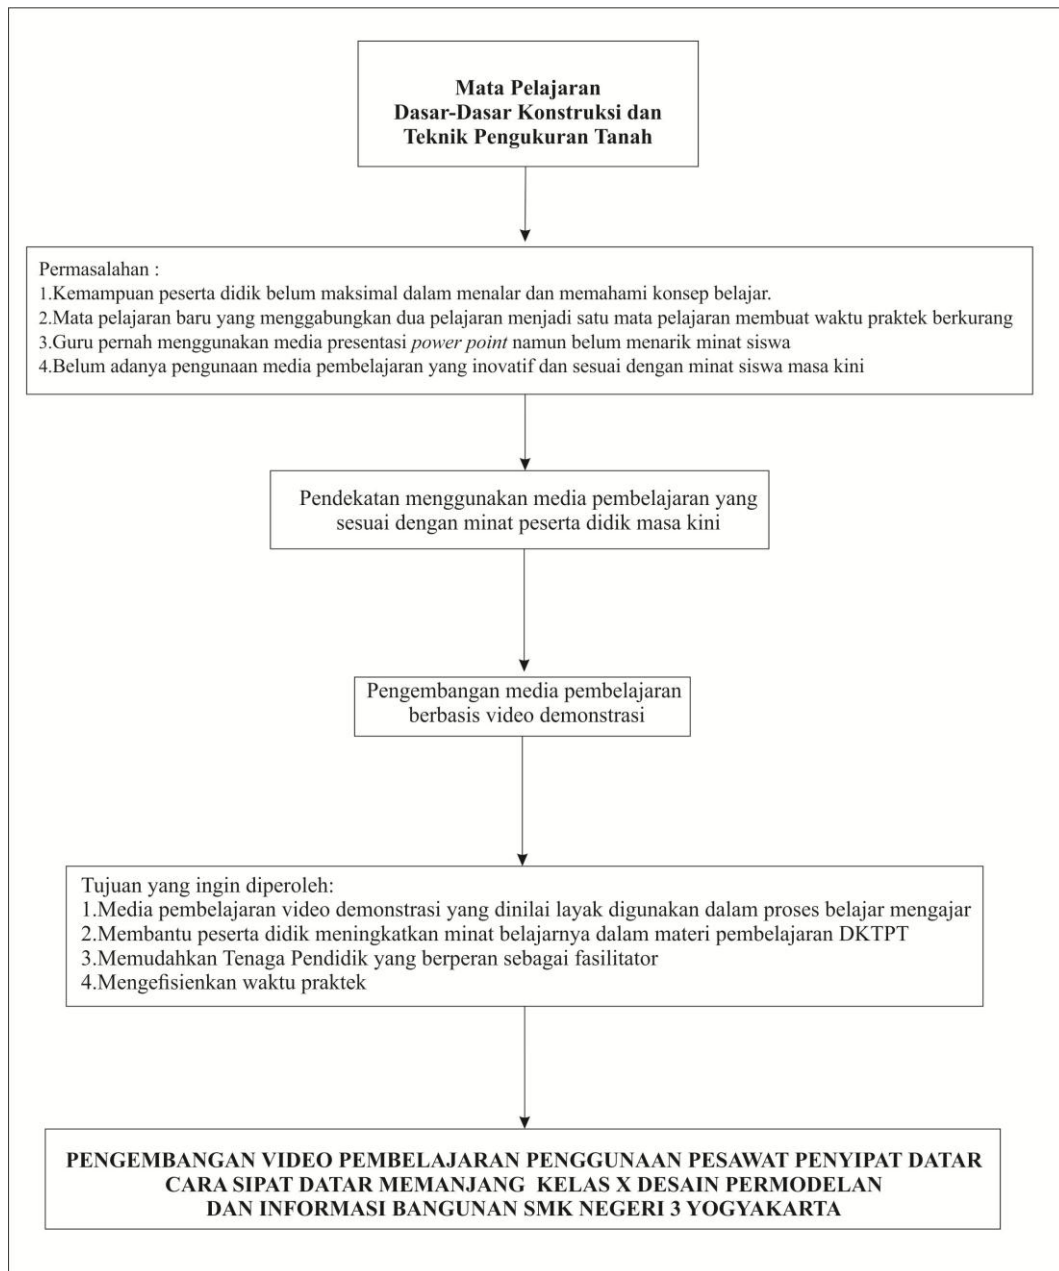 Mata Pelajaran
Dasar-Dasar Konstruksi dan
Teknik Pengukuran Tanah
Permasalahan :
1.Kemampuan peserta didik belum maksimal dalam menalar dan memahami konsep belajar.
2.Mata pelajaran baru yang menggabungkan dua pelajaran menjadi satu mata pelajaran membuat waktu praktek berkurang
3.Guru pernah menggunakan media presentasi power point namun belum menarik minat siswa
4.Belum adanya pengunaan media pembelajaran yang inovatif dan sesuai dengan minat siswa masa kini
Pendekatan menggunakan media pembelajaran yang
sesuai dengan minat peserta didik masa kini
Pengembangan media pembelajaran
berbasis video demonstrasi
Tujuan yang ingin diperoleh:
1.Media pembelajaran video demonstrasi yang dinilai layak digunakan dalam proses belajar mengajar
2.Membantu peserta didik meningkatkan minat belajarnya dalam materi pembelajaran DKTPT
3.Memudahkan Tenaga Pendidik yang berperan sebagai fasilitator
4.Mengefisienkan waktu praktek
PENGEMBANGAN VIDEO PEMBELAJARAN PENGGUNAAN PESAWAT PENYIPAT DATAR
CARA SIPAT DATAR MEMANJANG KELAS X DESAIN PERMODELAN
DAN INFORMASI BANGUNAN SMK NEGERI 3 YOGYAKARTA